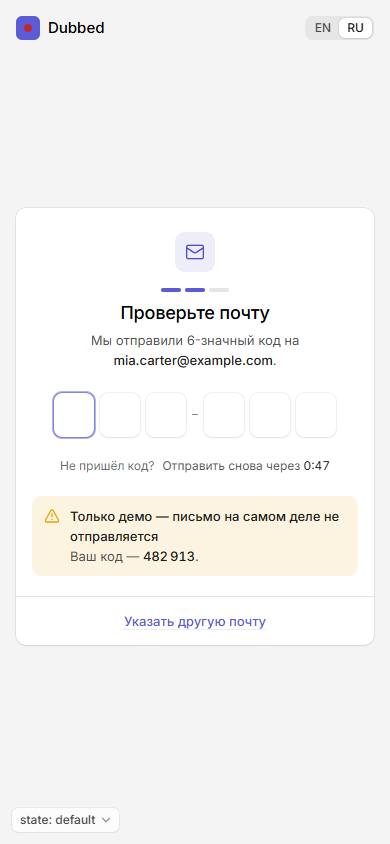 Dubbed
EN RU
Проверьте почту
Мы отправили 6-значный код на
mia.carter@example.com.
–
Не пришёл код? Отправить снова через 0:47
Только демо — письмо на самом деле не
отправляется
Ваш код — 482 913.
Указать другую почту
state: default